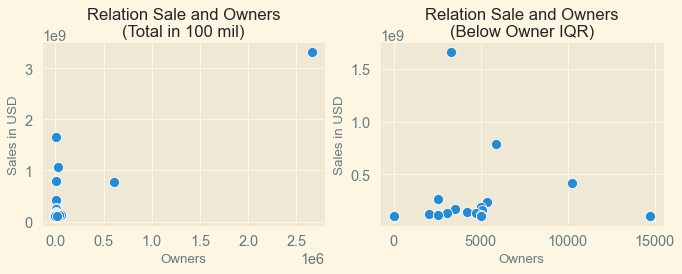 Relation Sale and Owners
(Total in 100 mil)
1e9
3
2
1
0
Sales in USD
0.0 0.5 1.0 1.5 2.0 2.5
1e6
Owners
Relation Sale and Owners
(Below Owner IQR)
1e9
1.5
1.0
0.5
Sales in USD
0 5000 10000 15000
Owners